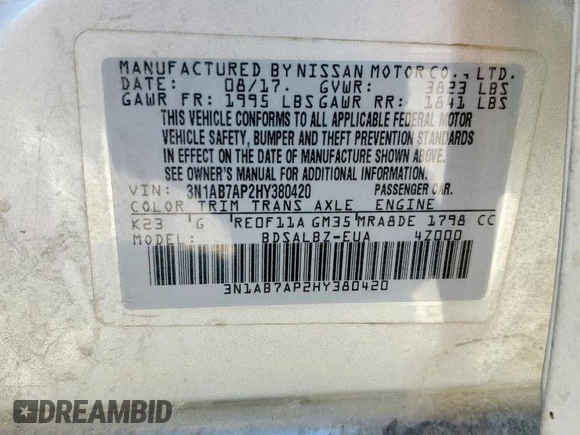 MANUFACTURED BY NISSAN MOTOR CO., LTD.
DATE: 08/17. GVWR: 3823 LBS
GAWR FR: 1995 LBS GAWR RR: 1841 LBS
THIS VEHICLE CONFORMS TO ALL APPLICABLE FEDERAL MOTOR
VEHICLE SAFETY, BUMPER AND THEFT PREVENTION STANDARDS
IN EFFECT ON THE DATE OF MANUFACTURE SHOWN ABOVE.
SEE OWNER'S MANUAL FOR ADDITIONAL INFORMATION.
VIN: 3N1AB7AP2HY380420 PASSENGER CAR.
COLOR TRIM TRANS AXLE ENGINE
K23 G RE0F11A GM35 MRA8DE 1798 CC
MODEL: BDSALBZ-EUA 4Z000
3N1AB7AP2HY380420
DREAMBID